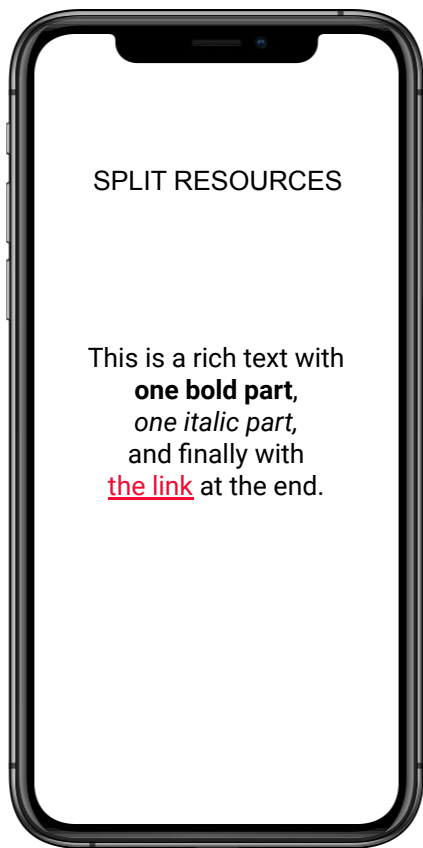 SPLIT RESOURCES
This is a rich text with
one bold part,
one italic part,
and finally with
the link at the end.